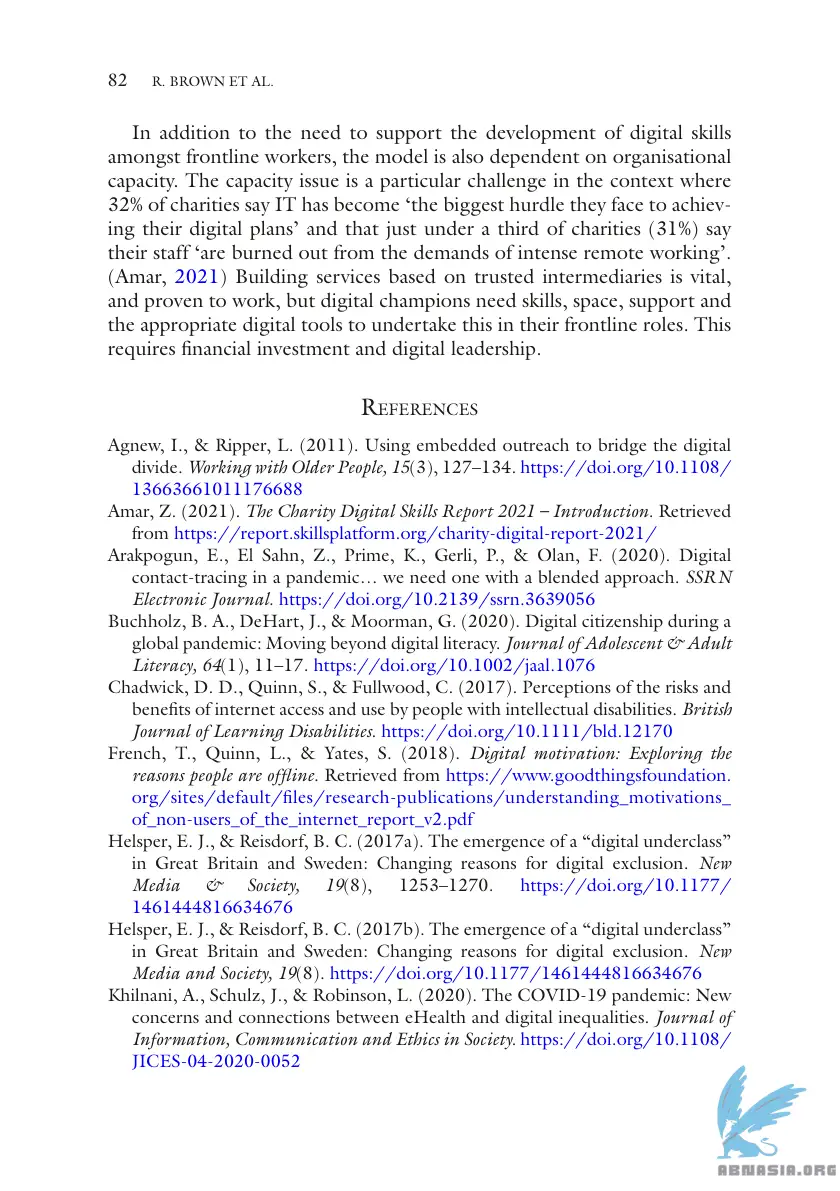 82 R. BROWN ET AL.
In addition to the need to support the development of digital skills
amongst frontline workers, the model is also dependent on organisational
capacity. The capacity issue is a particular challenge in the context where
32% of charities say IT has become ‘the biggest hurdle they face to achiev-
ing their digital plans’ and that just under a third of charities (31%) say
their staff ‘are burned out from the demands of intense remote working’.
(Amar, 2021) Building services based on trusted intermediaries is vital,
and proven to work, but digital champions need skills, space, support and
the appropriate digital tools to undertake this in their frontline roles. This
requires financial investment and digital leadership.
REFERENCES
Agnew, I., & Ripper, L. (2011). Using embedded outreach to bridge the digital
divide. Working with Older People, 15(3), 127–134. https://doi.org/10.1108/
13663661011176688
Amar, Z. (2021). The Charity Digital Skills Report 2021 – Introduction. Retrieved
from https://report.skillsplatform.org/charity-digital-report-2021/
Arakpogun, E., El Sahn, Z., Prime, K., Gerli, P., & Olan, F. (2020). Digital
contact-tracing in a pandemic… we need one with a blended approach. SSRN
Electronic Journal. https://doi.org/10.2139/ssrn.3639056
Buchholz, B. A., DeHart, J., & Moorman, G. (2020). Digital citizenship during a
global pandemic: Moving beyond digital literacy. Journal of Adolescent & Adult
Literacy, 64(1), 11–17. https://doi.org/10.1002/jaal.1076
Chadwick, D. D., Quinn, S., & Fullwood, C. (2017). Perceptions of the risks and
benefits of internet access and use by people with intellectual disabilities. British
Journal of Learning Disabilities. https://doi.org/10.1111/bld.12170
French, T., Quinn, L., & Yates, S. (2018). Digital motivation: Exploring the
reasons people are offline. Retrieved from https://www.goodthingsfoundation.
org/sites/default/files/research-publications/understanding_motivations_
of_non-users_of_the_internet_report_v2.pdf
Helsper, E. J., & Reisdorf, B. C. (2017a). The emergence of a “digital underclass”
in Great Britain and Sweden: Changing reasons for digital exclusion. New
Media & Society, 19(8), 1253–1270. https://doi.org/10.1177/
1461444816634676
Helsper, E. J., & Reisdorf, B. C. (2017b). The emergence of a “digital underclass”
in Great Britain and Sweden: Changing reasons for digital exclusion. New
Media and Society, 19(8). https://doi.org/10.1177/1461444816634676
Khilnani, A., Schulz, J., & Robinson, L. (2020). The COVID-19 pandemic: New
concerns and connections between eHealth and digital inequalities. Journal of
Information, Communication and Ethics in Society. https://doi.org/10.1108/
JICES-04-2020-0052
ABNASIA.ORG